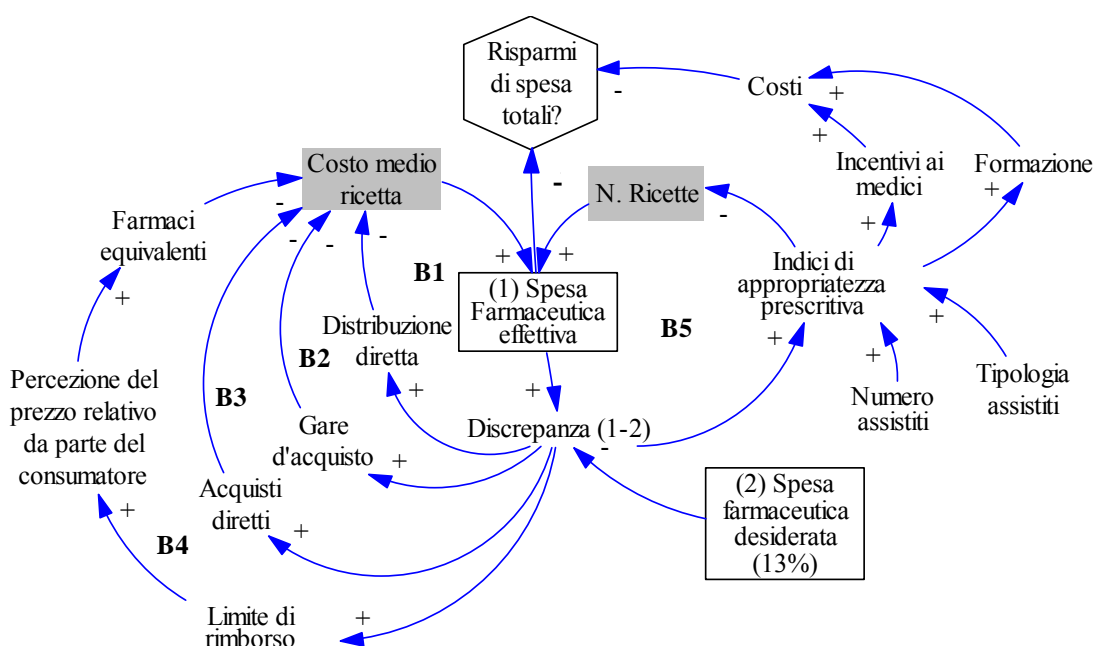 Risparmi
di spesa
totali?
-
Costi
+
+
Incentivi ai
medici
+
Formazione
+
Costo medio
ricetta
-
-
-
-
+
-
N. Ricette
+
-
Farmaci
equivalenti
+
B1
(1) Spesa
Farmaceutica
effettiva
+
B5
Indici di
appropriatezza
prescrittiva
+
+
+
Numero
assistiti
Tipologia
assistiti
Distribuzione
diretta
+
B2
B3
Percezione del
prezzo relativo
da parte del
consumatore
+
Gare
d'acquisto
+
Discrepanza (1-2)
-
Acquisti
diretti
+
(2) Spesa
farmaceutica
desiderata
(13%)
B4
Limite di
rimborso
+